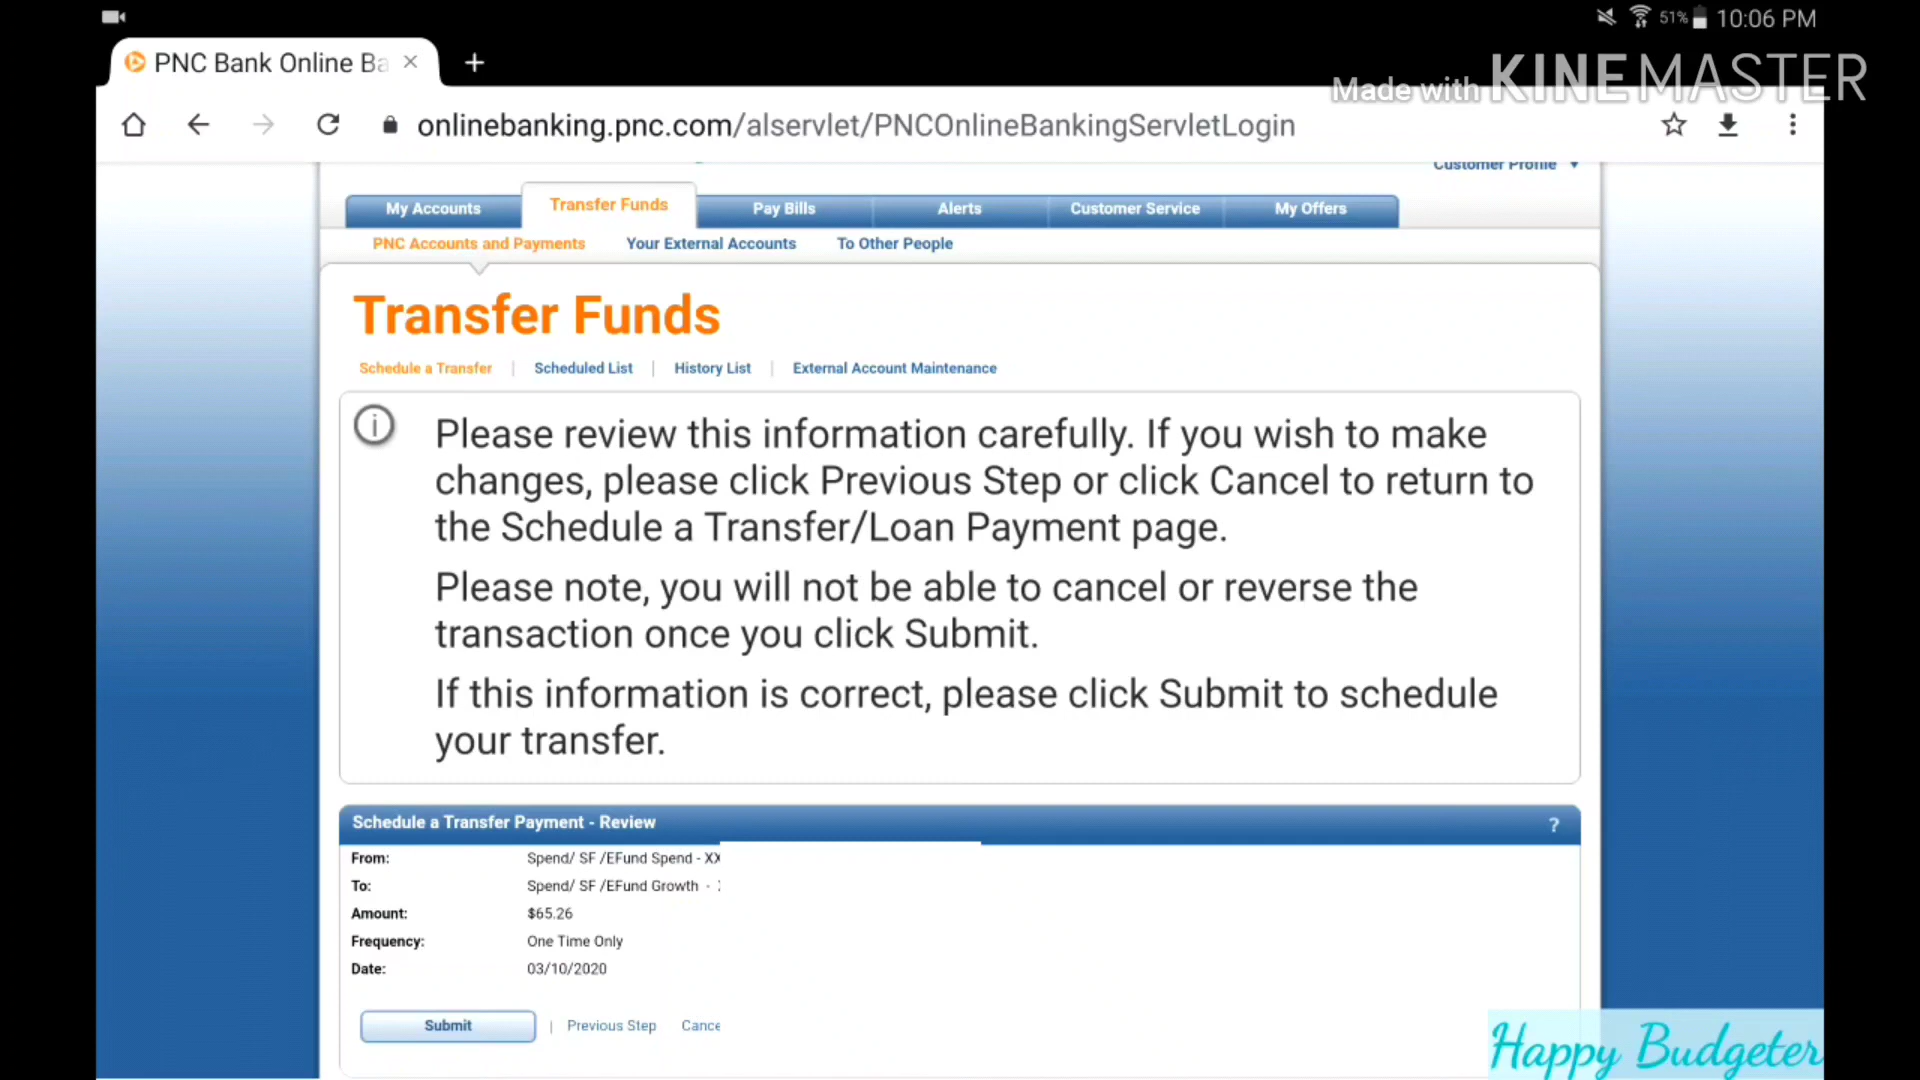 51% 10:06 PM
PNC Bank Online Ba
Made with KINEMASTER
onlinebanking.pnc.com/alservlet/PNCOnlineBankingServletLogin
Customer Profile
My Accounts Transfer Funds Pay Bills Alerts Customer Service My Offers
PNC Accounts and Payments Your External Accounts To Other People
Transfer Funds
Schedule a Transfer | Scheduled List | History List | External Account Maintenance
Please review this information carefully. If you wish to make
changes, please click Previous Step or click Cancel to return to
the Schedule a Transfer/Loan Payment page.
Please note, you will not be able to cancel or reverse the
transaction once you click Submit.
If this information is correct, please click Submit to schedule
your transfer.
Schedule a Transfer Payment - Review ?
From: Spend/ SF /EFund Spend - XX
To: Spend/ SF /EFund Growth -
Amount: $65.26
Frequency: One Time Only
Date: 03/10/2020
Submit | Previous Step Cance
Happy Budgeter